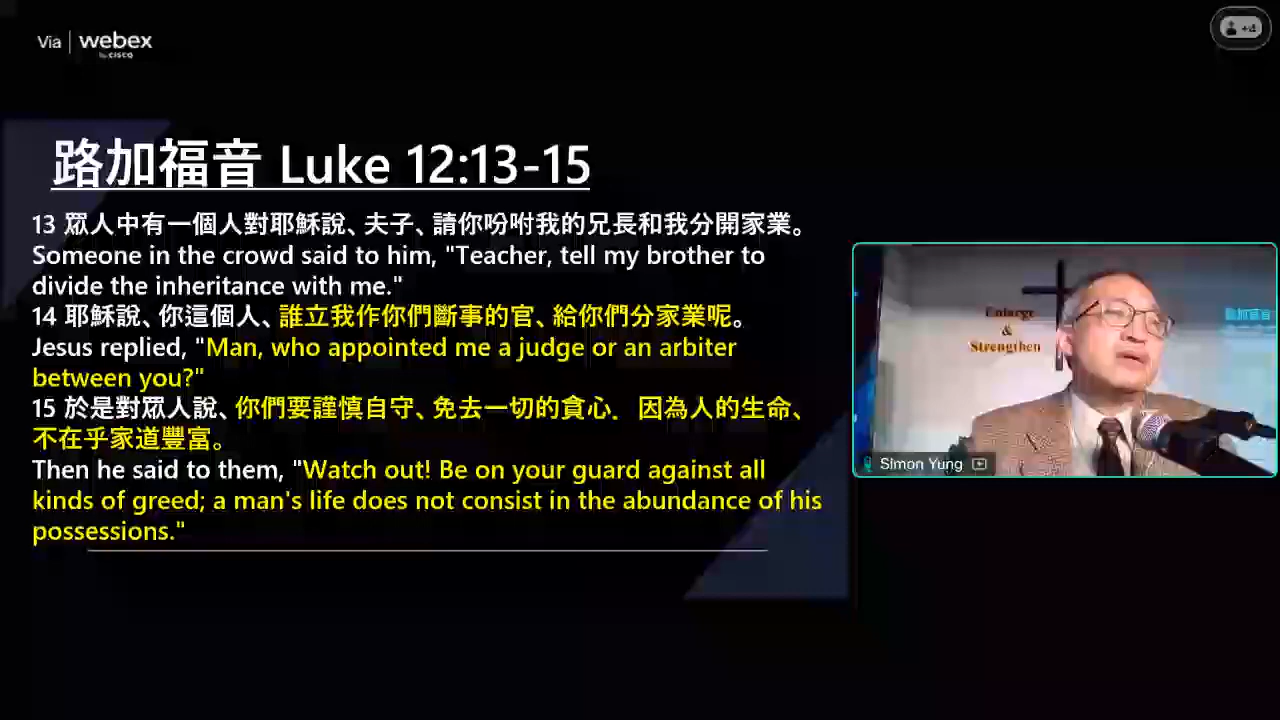 Via | webex
by CISCO
+4
路加福音 Luke 12:13-15
13 眾人中有一個人對耶穌說、夫子、請你吩咐我的兄長和我分開家業。
Someone in the crowd said to him, "Teacher, tell my brother to
divide the inheritance with me."
14 耶穌說、你這個人、誰立我作你們斷事的官、給你們分家業呢。
Jesus replied, "Man, who appointed me a judge or an arbiter
between you?"
15 於是對眾人說、你們要謹慎自守、免去一切的貪心．因為人的生命、
不在乎家道豐富。
Then he said to them, "Watch out! Be on your guard against all
kinds of greed; a man's life does not consist in the abundance of his
possessions."
Enlarge
&
Strengthen
Simon Yung